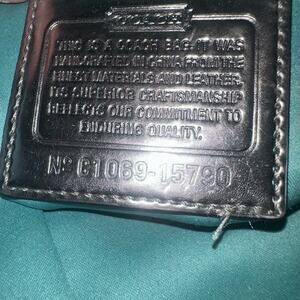 COACH
THIS IS A COACH BAG. IT WAS
HANDCRAFTED IN CHINA FROM THE
FINEST MATERIALS AND LEATHER.
ITS SUPERIOR CRAFTSMANSHIP
REFLECTS OUR COMMITMENT TO
ENDURING QUALITY.
Nº G1069-15790